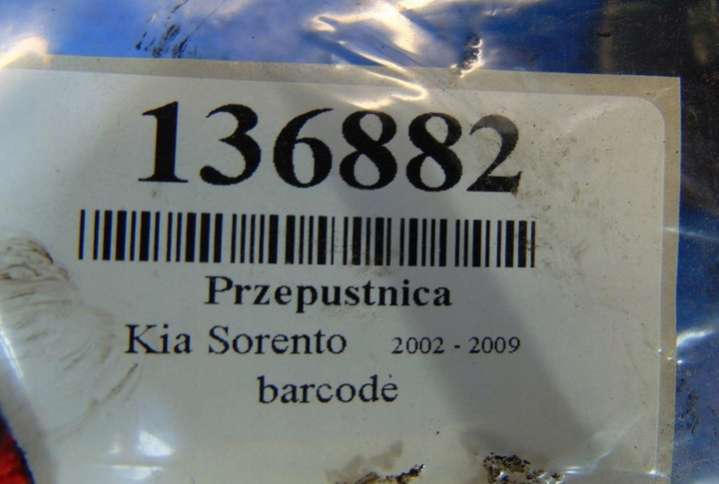 136882
Przepustnica
Kia Sorento 2002 - 2009
barcode